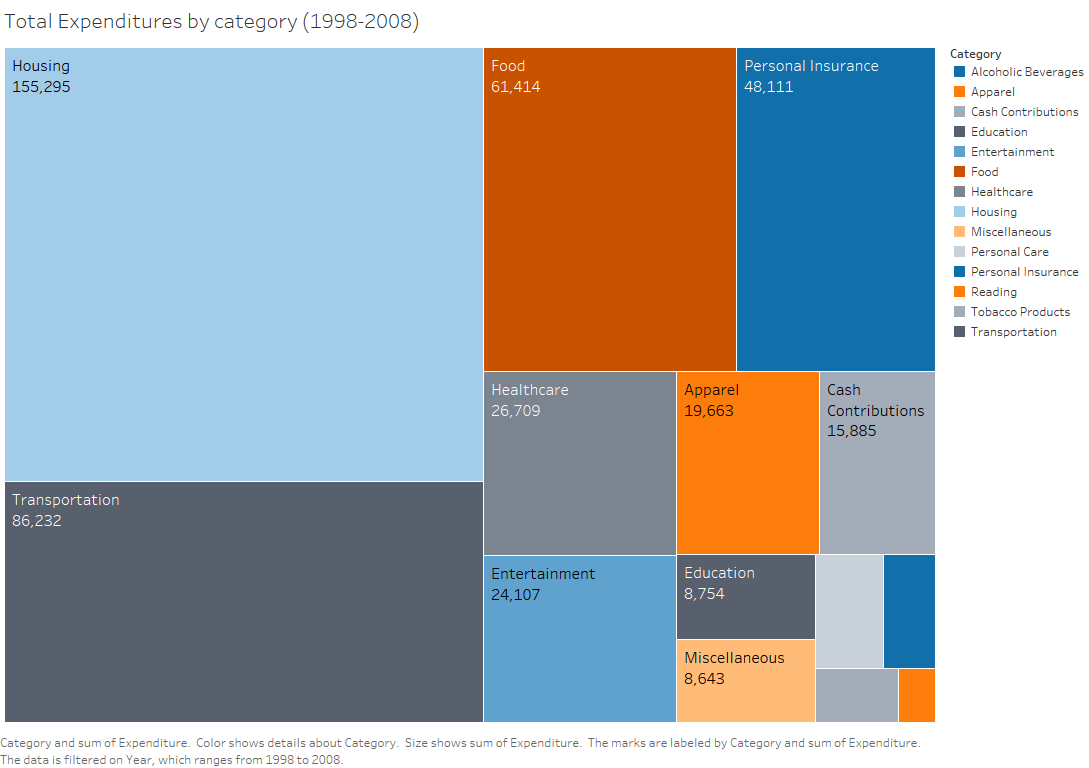 Total Expenditures by category (1998-2008)
Housing
155,295
Food
61,414
Personal Insurance
48,111
Transportation
86,232
Healthcare
26,709
Apparel
19,663
Cash
Contributions
15,885
Entertainment
24,107
Education
8,754
Miscellaneous
8,643
Category
Alcoholic Beverages
Apparel
Cash Contributions
Education
Entertainment
Food
Healthcare
Housing
Miscellaneous
Personal Care
Personal Insurance
Reading
Tobacco Products
Transportation
Category and sum of Expenditure.  Color shows details about Category.  Size shows sum of Expenditure.  The marks are labeled by Category and sum of Expenditure.
The data is filtered on Year, which ranges from 1998 to 2008.